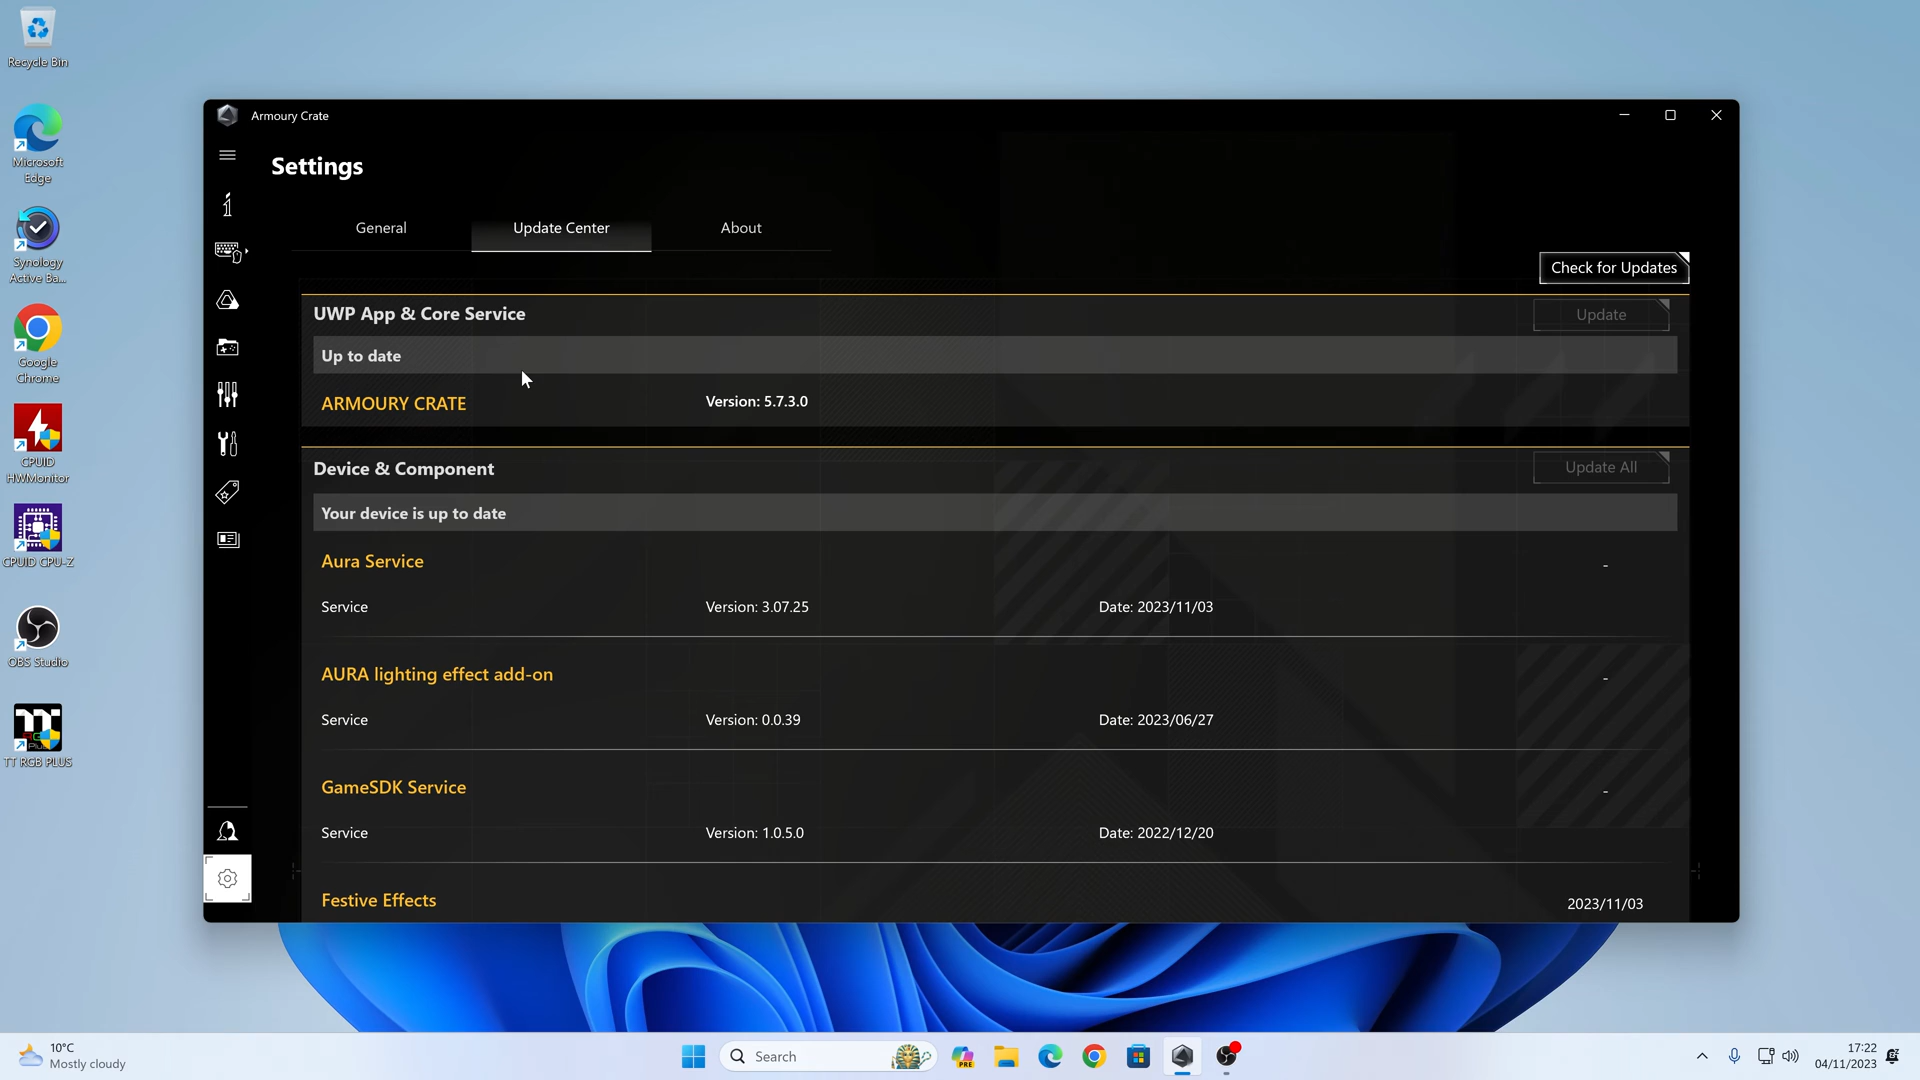 Recycle Bin
Microsoft
Edge
Synology
Active Ba...
Google
Chrome
CPUID
HWMonitor
CPUID CPU-Z
OBS Studio
TT RGB PLUS
Armoury Crate
Settings
General
Update Center
About
Check for Updates
UWP App & Core Service
Update
Up to date
ARMOURY CRATE
Version: 5.7.3.0
Device & Component
Update All
Your device is up to date
Aura Service
-
Service
Version: 3.07.25
Date: 2023/11/03
AURA lighting effect add-on
-
Service
Version: 0.0.39
Date: 2023/06/27
GameSDK Service
-
Service
Version: 1.0.5.0
Date: 2022/12/20
Festive Effects
2023/11/03
10°C
Mostly cloudy
Search
PRE
17:22
04/11/2023